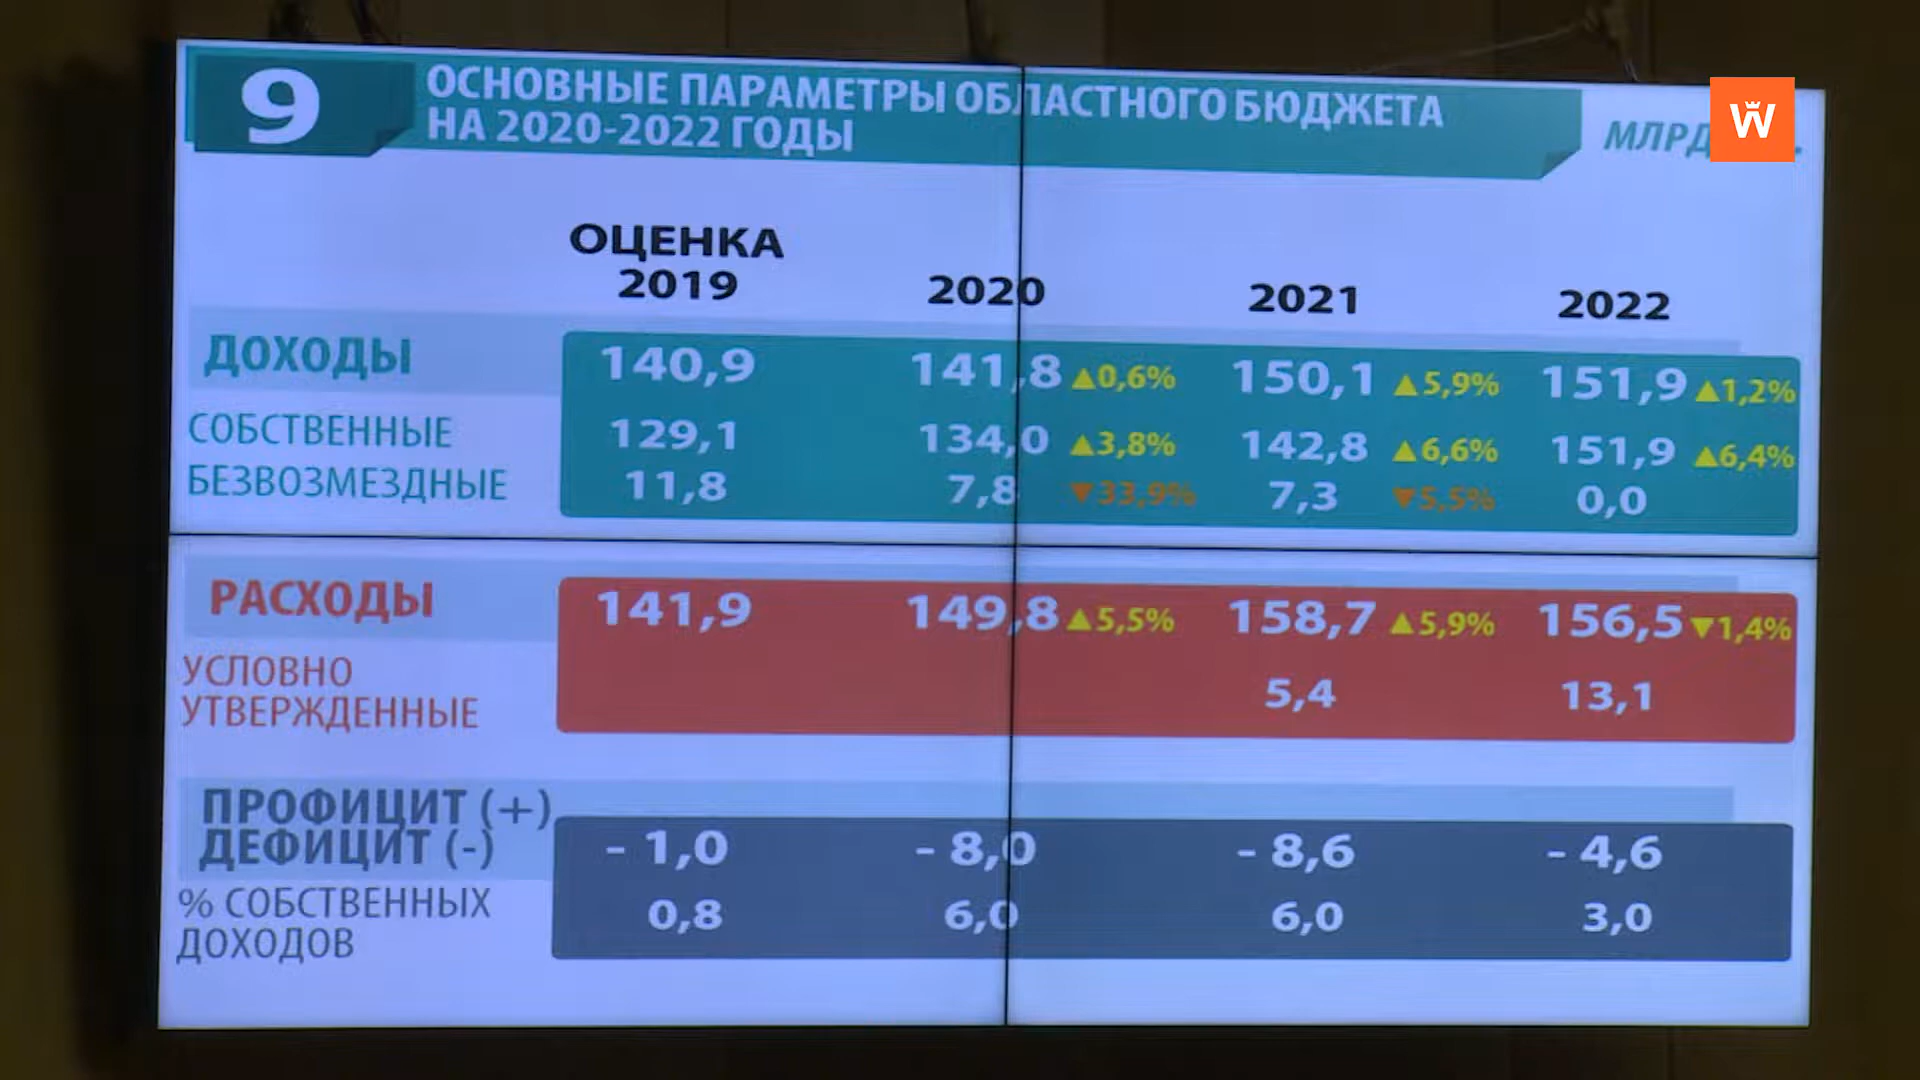 9
ОСНОВНЫЕ ПАРАМЕТРЫ ОБЛАСТНОГО БЮДЖЕТА
НА 2020-2022 ГОДЫ
W
ОЦЕНКА
2019 2020 2021 2022
ДОХОДЫ 140,9 141,8 ▲0,6% 150,1 ▲5,9% 151,9 ▲1,2%
СОБСТВЕННЫЕ 129,1 134,0 ▲3,8% 142,8 ▲6,6% 151,9 ▲6,4%
БЕЗВОЗМЕЗДНЫЕ 11,8 7,8 ▼33,9% 7,3 ▼5,5% 0,0
РАСХОДЫ 141,9 149,8 ▲5,5% 158,7 ▲5,9% 156,5 ▼1,4%
УСЛОВНО
УТВЕРЖДЕННЫЕ 5,4 13,1
ПРОФИЦИТ (+)
ДЕФИЦИТ (-) - 1,0 - 8,0 - 8,6 - 4,6
% СОБСТВЕННЫХ
ДОХОДОВ 0,8 6,0 6,0 3,0